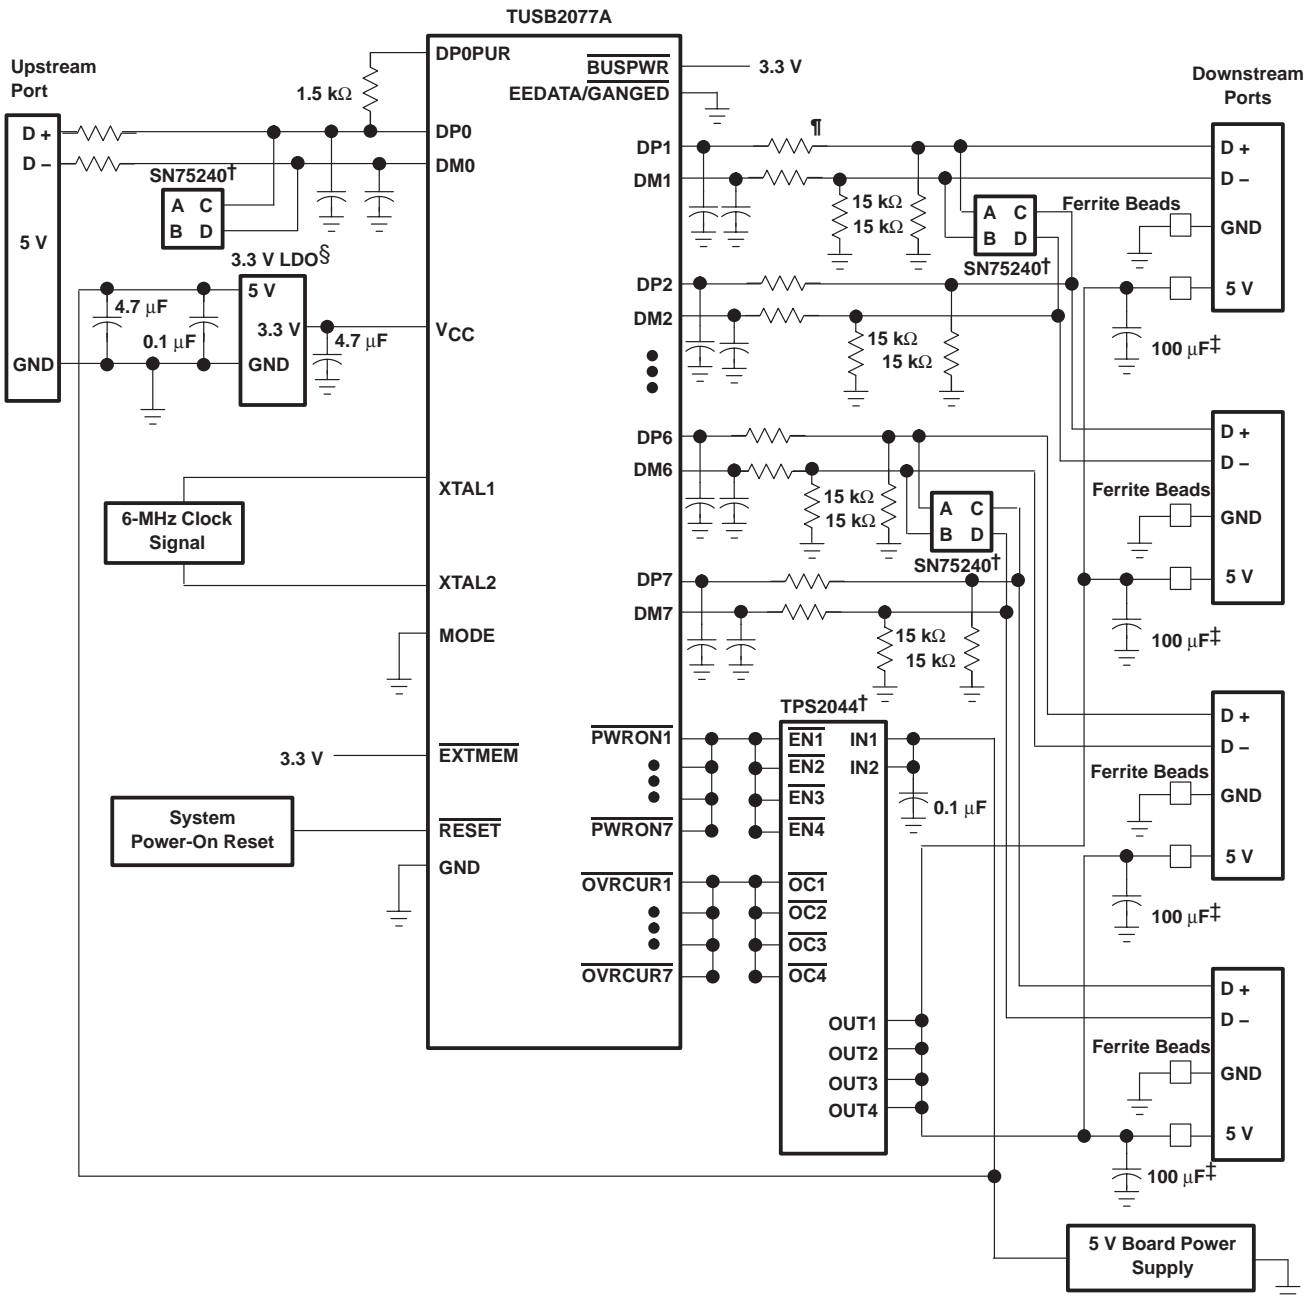 TUSB2077A
Upstream
Port
D +
D –
5 V
GND
1.5 kΩ
SN75240†
A C
B D
3.3 V LDO§
5 V
3.3 V
GND
4.7 μF
0.1 μF
4.7 μF
6-MHz Clock
Signal
3.3 V
System
Power-On Reset
DP0PUR
DP0
DM0
VCC
XTAL1
XTAL2
MODE
EXTMEM
RESET
GND
BUSPWR
3.3 V
EEDATA/GANGED
DP1
DM1
DP2
DM2
DP6
DM6
DP7
DM7
PWRON1
PWRON7
OVRCUR1
OVRCUR7
¶
15 kΩ
15 kΩ
A C
B D
SN75240†
15 kΩ
15 kΩ
15 kΩ
15 kΩ
A C
B D
SN75240†
15 kΩ
15 kΩ
TPS2044†
EN1
IN1
EN2
IN2
EN3
EN4
0.1 μF
OC1
OC2
OC3
OC4
OUT1
OUT2
OUT3
OUT4
Downstream
Ports
D +
D –
Ferrite Beads
GND
5 V
100 μF‡
D +
D –
Ferrite Beads
GND
5 V
100 μF‡
D +
D –
Ferrite Beads
GND
5 V
100 μF‡
D +
D –
Ferrite Beads
GND
5 V
100 μF‡
5 V Board Power
Supply